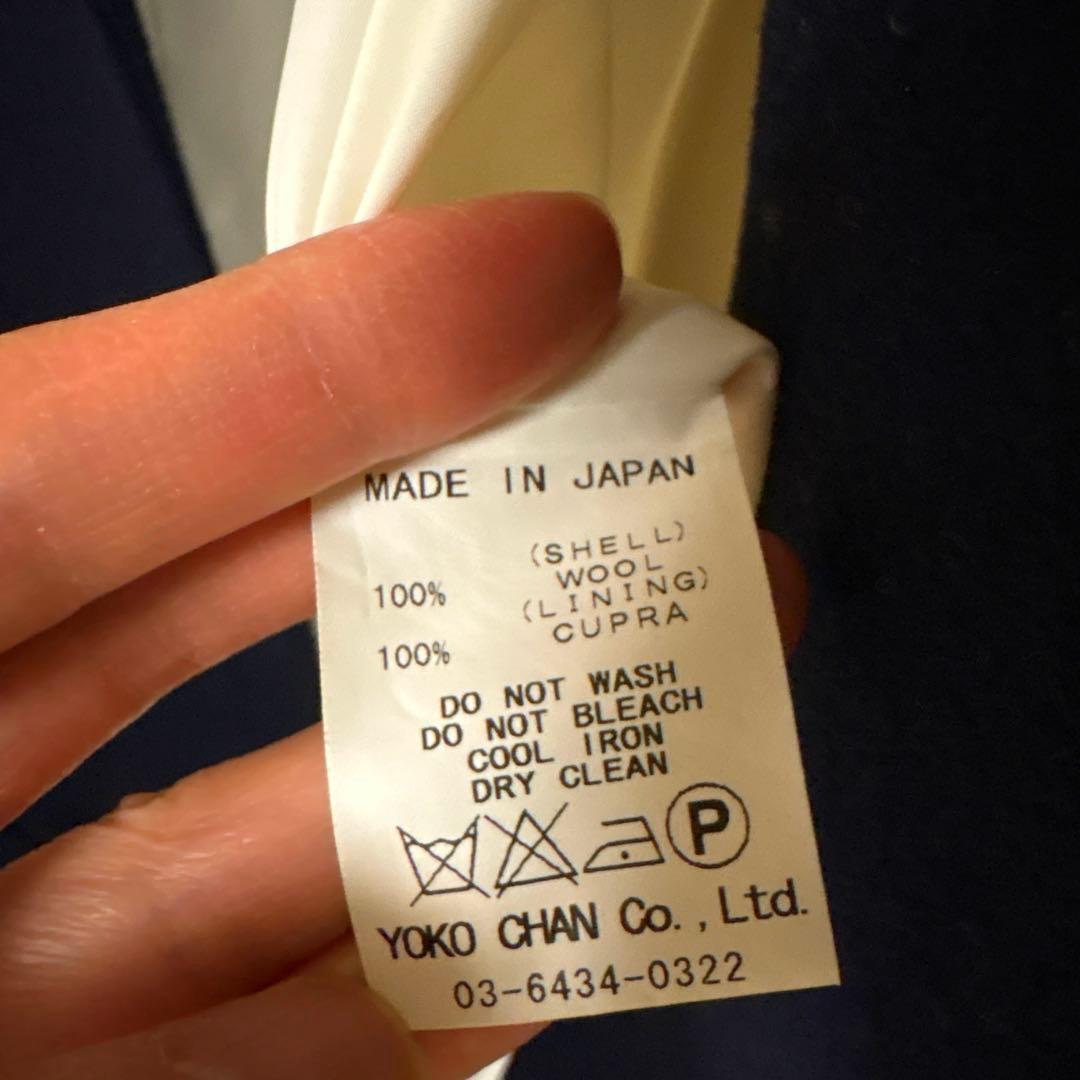 MADE IN JAPAN
(SHELL)
100% WOOL
(LINING)
100% CUPRA
DO NOT WASH
DO NOT BLEACH
COOL IRON
DRY CLEAN
P
YOKO CHAN Co.,Ltd.
03-6434-0322